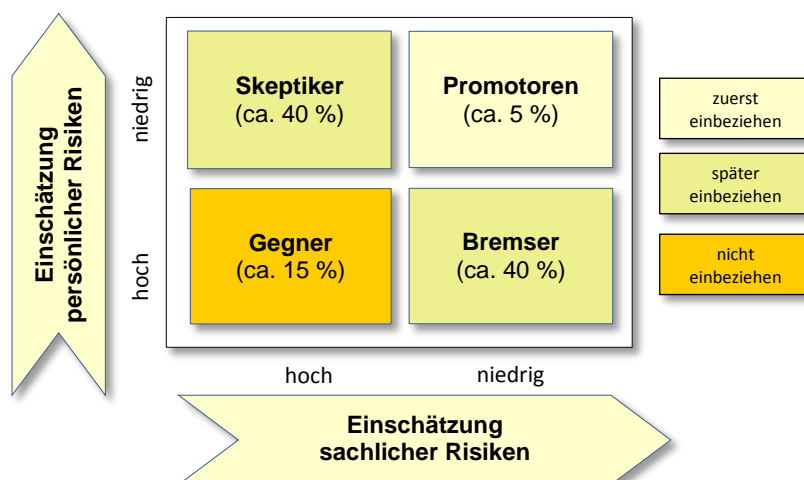 Einschätzung
persönlicher Risiken
niedrig
hoch
Skeptiker
(ca. 40 %)
Promotoren
(ca. 5 %)
Gegner
(ca. 15 %)
Bremser
(ca. 40 %)
zuerst
einbeziehen
später
einbeziehen
nicht
einbeziehen
hoch
niedrig
Einschätzung
sachlicher Risiken